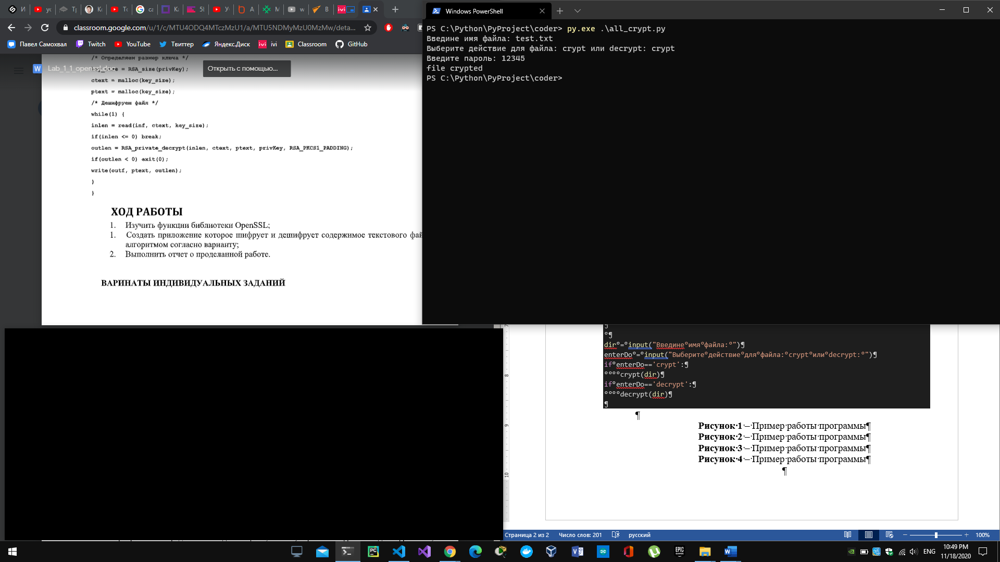 classroom.google.com/u/1/c/MTU4ODQ4MTczMzU1/a/MTU5NDMyMzU0MzMw/deta...
Павел Самохвал
Twitch
YouTube
Твиттер
Яндекс.Диск
ivi
Classroom
GitHub
/* Определяем размер ключа */
Lab_1_1_openssl.doc
Открыть с помощью...
= RSA_size(privKey);
ctext = malloc(key_size);
ptext = malloc(key_size);
/* Дешифруем файл */
while(1) {
inlen = read(inf, ctext, key_size);
if(inlen <= 0) break;
outlen = RSA_private_decrypt(inlen, ctext, ptext, privKey, RSA_PKCS1_PADDING);
if(outlen < 0) exit(0);
write(outf, ptext, outlen);
}
}
ХОД РАБОТЫ
1. Изучить функции библиотеки OpenSSL;
1. Создать приложение которое шифрует и дешифрует содержимое текстового фай
алгоритмом согласно варианту;
2. Выполнить отчет о проделанной работе.
ВАРИНАТЫ ИНДИВИДУАЛЬНЫХ ЗАДАНИЙ
Windows PowerShell
PS C:\Python\PyProject\coder> py.exe .\all_crypt.py
Введине имя файла: test.txt
Выберите действие для файла: crypt или decrypt: crypt
Введите пароль: 12345
file crypted
PS C:\Python\PyProject\coder>
°¶
dir°=°input("Введине°имя°файла:°")¶
enterDo°=°input("Выберите°действие°для°файла:°crypt°или°decrypt:°")¶
if°enterDo=='crypt':¶
°°°°crypt(dir)¶
if°enterDo=='decrypt':¶
°°°°decrypt(dir)¶
¶
¶
Рисунок·1·–·Пример·работы·программы¶
Рисунок·2·–·Пример·работы·программы¶
Рисунок·3·–·Пример·работы·программы¶
Рисунок·4·–·Пример·работы·программы¶
¶
7
8
9
10
Страница 2 из 2
Число слов: 201
русский
100%
ENG
10:49 PM
11/18/2020